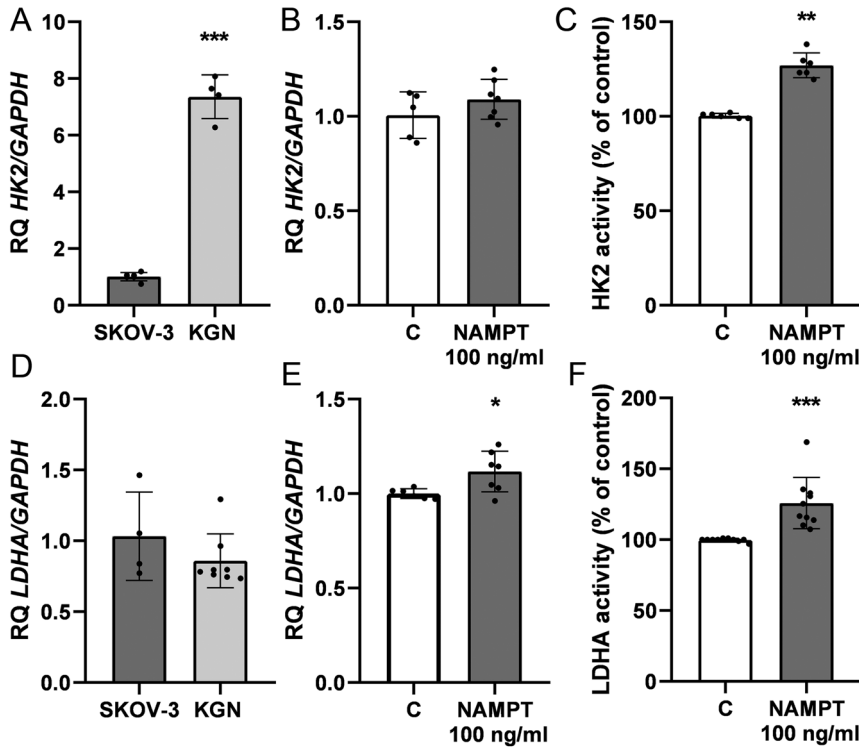 A
RQ HK2/GAPDH
10
8
6
4
2
0
***
SKOV-3 KGN
B
RQ HK2/GAPDH
1.5
1.0
0.5
0.0
C NAMPT
100 ng/ml
C
HK2 activity (% of control)
150
100
50
0
**
C NAMPT
100 ng/ml
D
RQ LDHA/GAPDH
2.0
1.5
1.0
0.5
0.0
SKOV-3 KGN
E
RQ LDHA/GAPDH
1.5
1.0
0.5
0.0
*
C NAMPT
100 ng/ml
F
LDHA activity (% of control)
200
150
100
50
0
***
C NAMPT
100 ng/ml